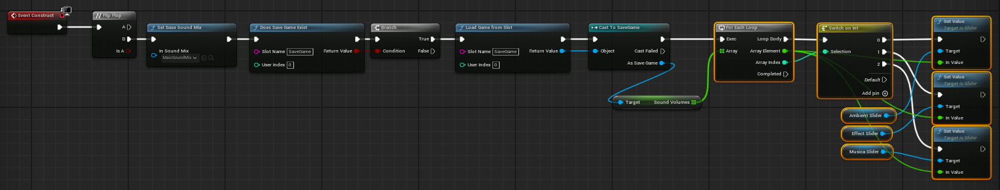 Event Construct
Flip Flop
A
B
Is A
Set Base Sound Mix
In Sound Mix
MainSoundMix
Does Save Game Exist
Slot Name SaveGame
Return Value
User Index 0
Branch
True
Condition
False
Load Game from Slot
Slot Name SaveGame
Return Value
User Index 0
Cast To SaveGame
Object
Cast Failed
As Save Game
Target
Sound Volumes
For Each Loop
Exec
Loop Body
Array
Array Element
Array Index
Completed
Switch on Int
0
Selection
1
2
Default
Add pin
Ambient Slider
Effect Slider
Musica Slider
Set Value
Target is Slider
Target
In Value
Set Value
Target is Slider
Target
In Value
Set Value
Target is Slider
Target
In Value